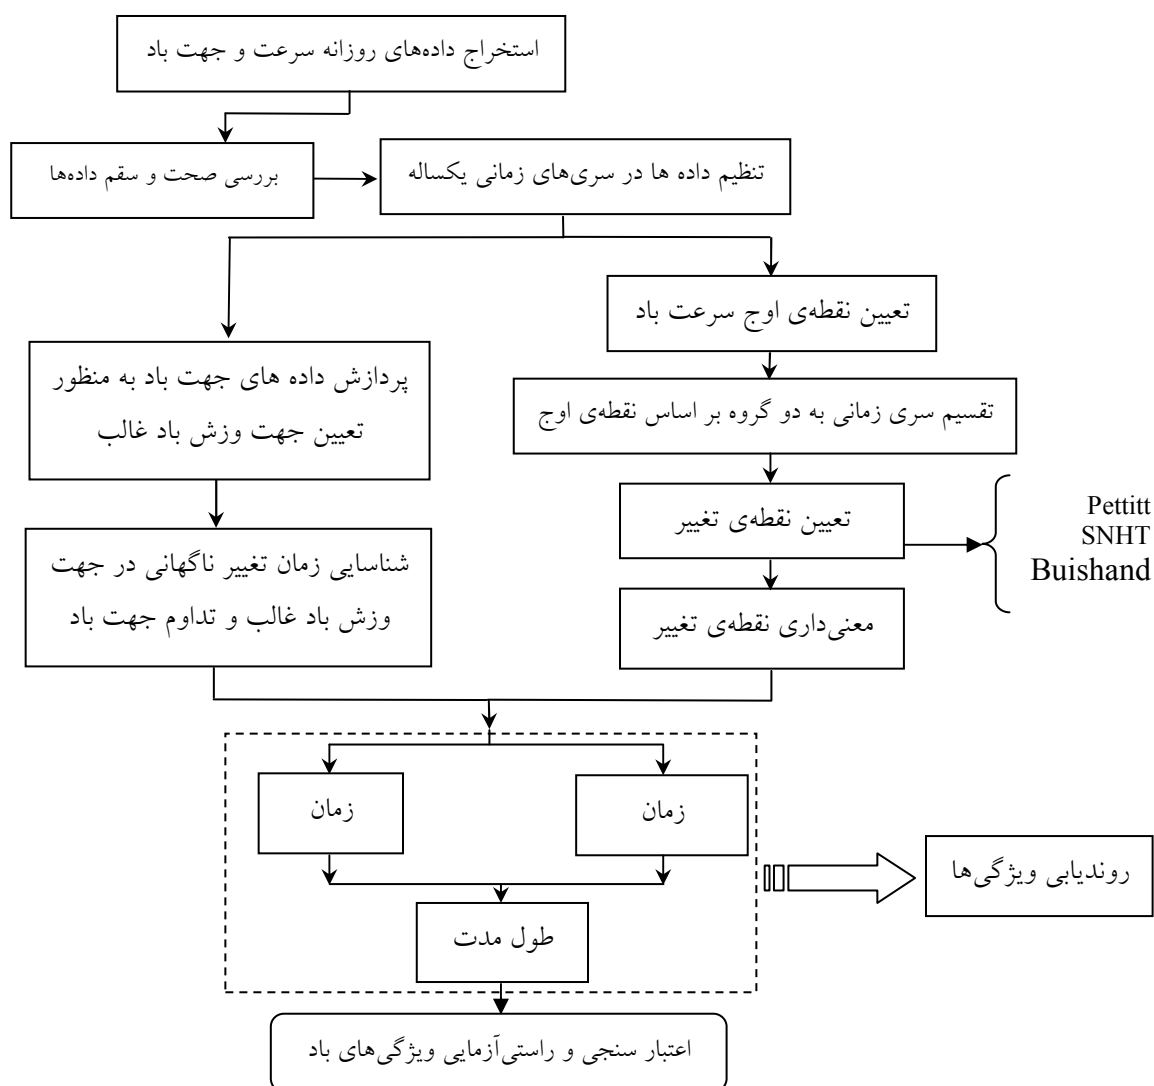 استخراج داده‌های روزانه سرعت و جهت باد
بررسی صحت و سقم داده‌ها
تنظیم داده ها در سری‌های زمانی یکساله
تعیین نقطه‌ی اوج سرعت باد
تقسیم سری زمانی به دو گروه بر اساس نقطه‌ی اوج
تعیین نقطه‌ی تغییر
Pettitt
SNHT
Buishand
معنی‌داری نقطه‌ی تغییر
پردازش داده های جهت باد به منظور
تعیین جهت وزش باد غالب
شناسایی زمان تغییر ناگهانی در جهت
وزش باد غالب و تداوم جهت باد
زمان
زمان
طول مدت
روندیابی ویژگی‌ها
اعتبار سنجی و راستی‌آزمایی ویژگی‌های باد